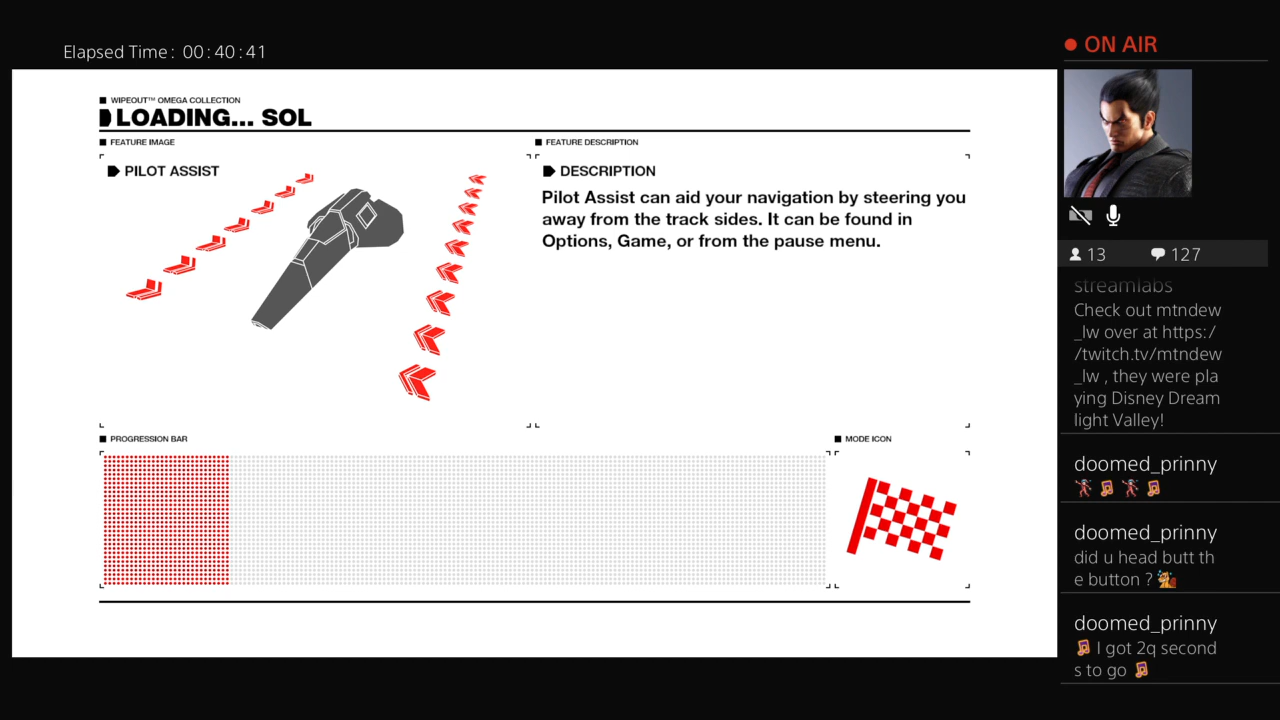 Elapsed Time: 00:40:41
ON AIR
WIPEOUT™ OMEGA COLLECTION
LOADING... SOL
FEATURE IMAGE
FEATURE DESCRIPTION
PILOT ASSIST
DESCRIPTION
Pilot Assist can aid your navigation by steering you
away from the track sides. It can be found in
Options, Game, or from the pause menu.
PROGRESSION BAR
MODE ICON
13
127
streamlabs
Check out mtndew
_lw over at https:/
/twitch.tv/mtndew
_lw , they were pla
ying Disney Dream
light Valley!
doomed_prinny
doomed_prinny
did u head butt th
e button ?
doomed_prinny
I got 2q second
s to go